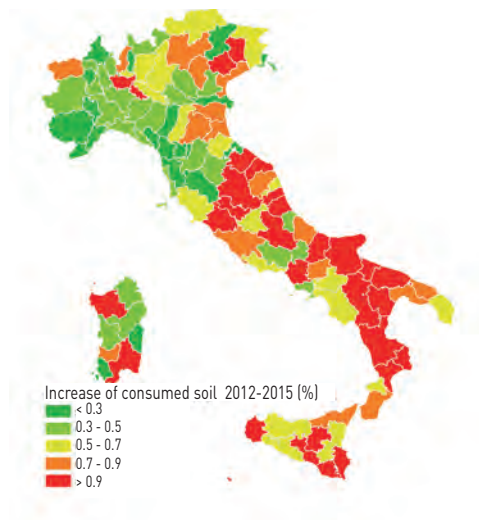 Increase of consumed soil 2012-2015 (%)
< 0.3
0.3 - 0.5
0.5 - 0.7
0.7 - 0.9
> 0.9